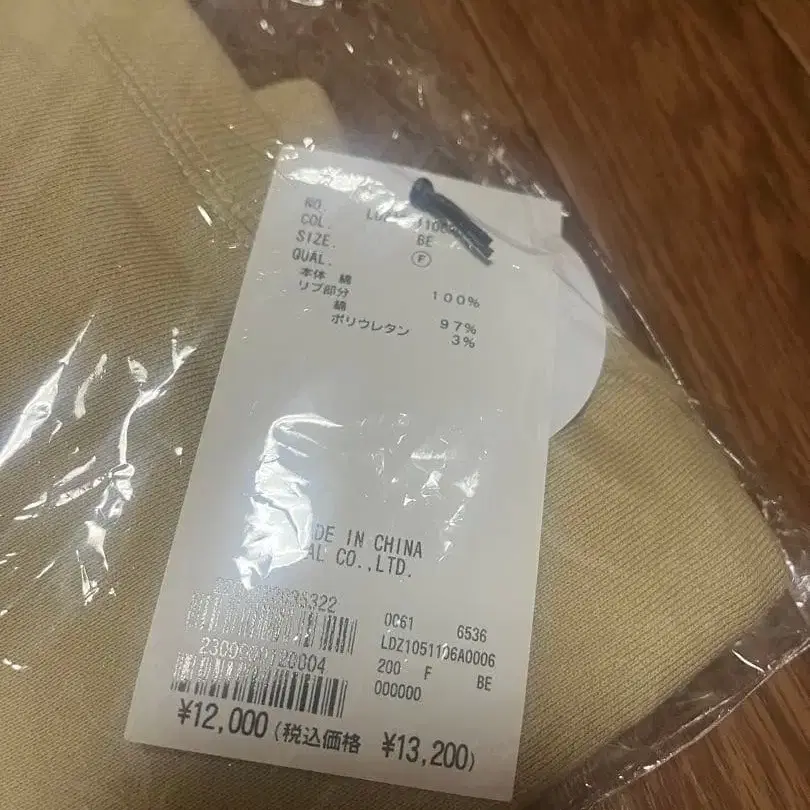 NO.
COL. BE
SIZE. Ⓕ
QUAL.
本体 綿 100%
リブ部分
綿 97%
ポリウレタン 3%
IN CHINA
CO.,LTD.
0C61 6536
LDZ1051106A0006
200 F BE
000000
¥12,000 (税込価格 ¥13,200)